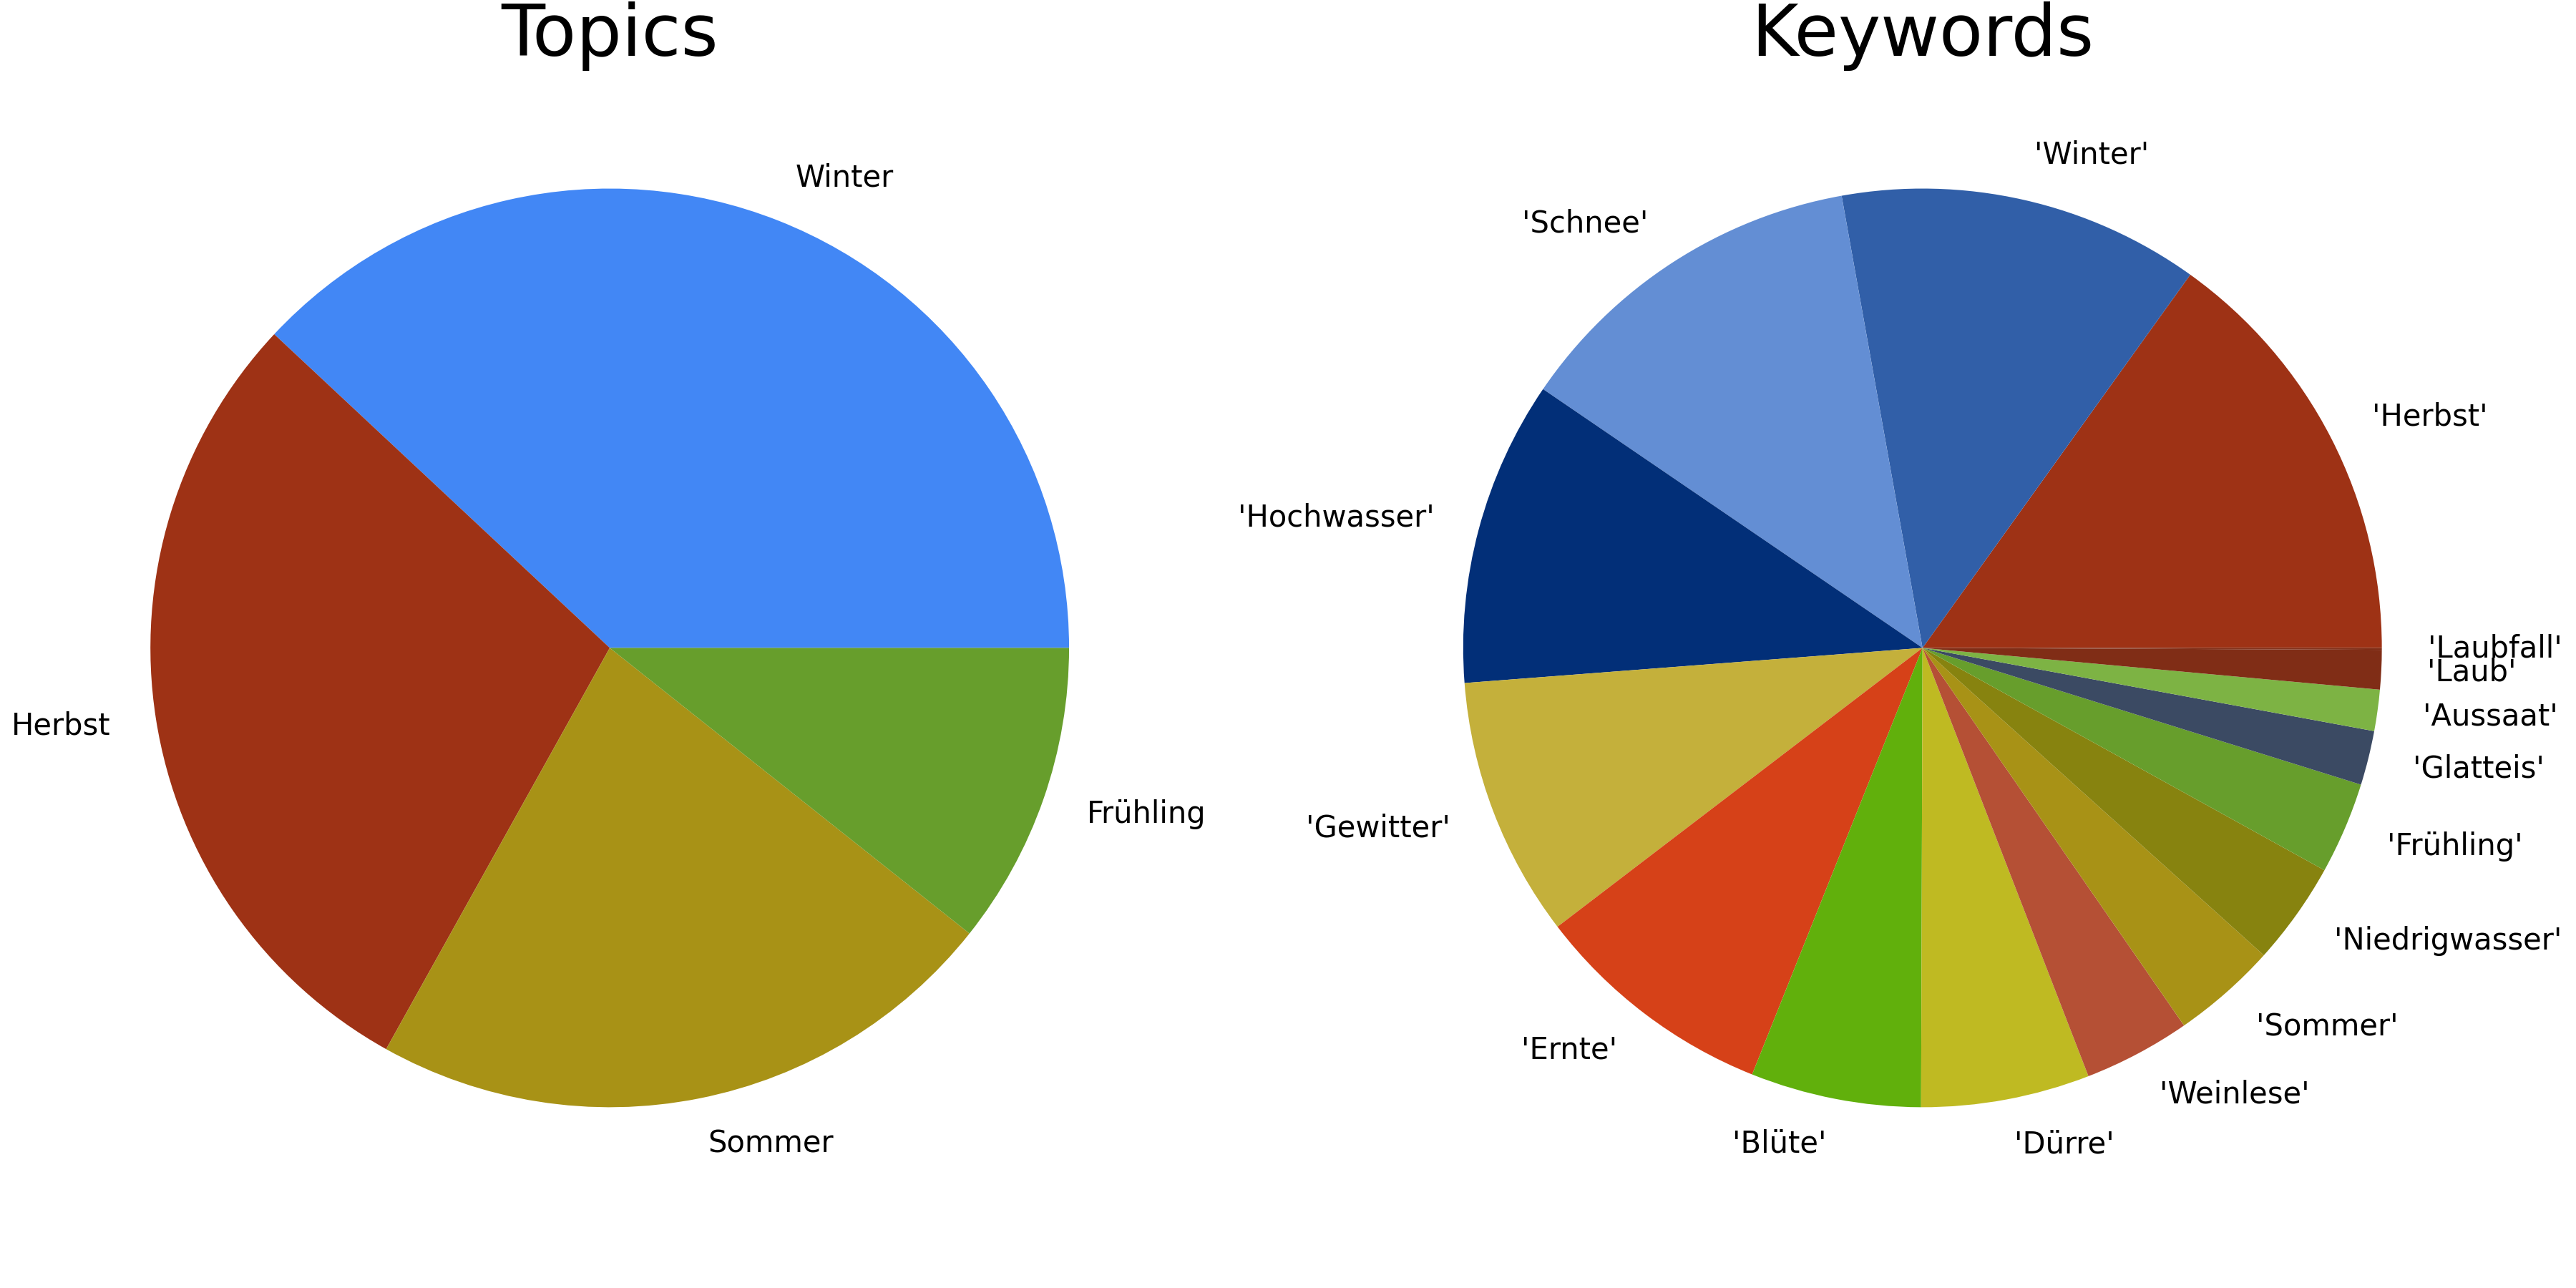 Topics
Winter
Herbst
Sommer
Frühling
Keywords
'Herbst'
'Winter'
'Schnee'
'Hochwasser'
'Gewitter'
'Ernte'
'Blüte'
'Dürre'
'Weinlese'
'Sommer'
'Niedrigwasser'
'Frühling'
'Glatteis'
'Aussaat'
'Laub'
'Laubfall'